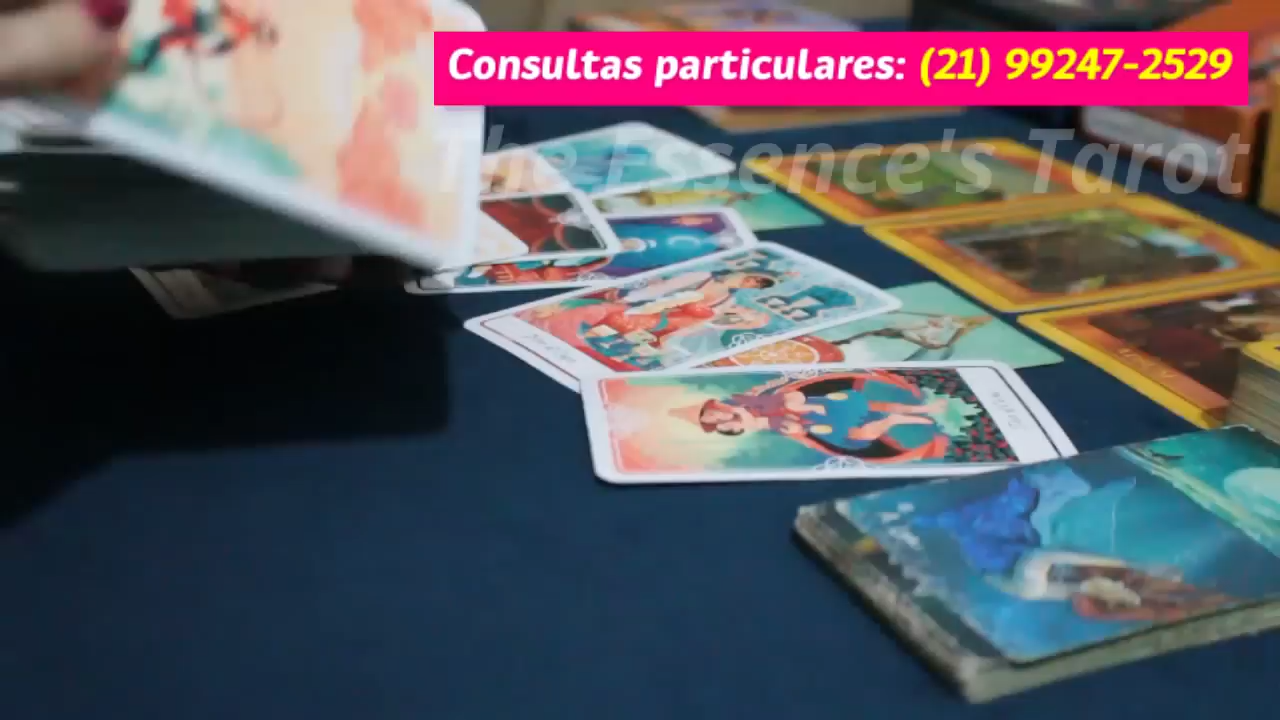 Consultas particulares: (21) 99247-2529
The Essence's Tarot